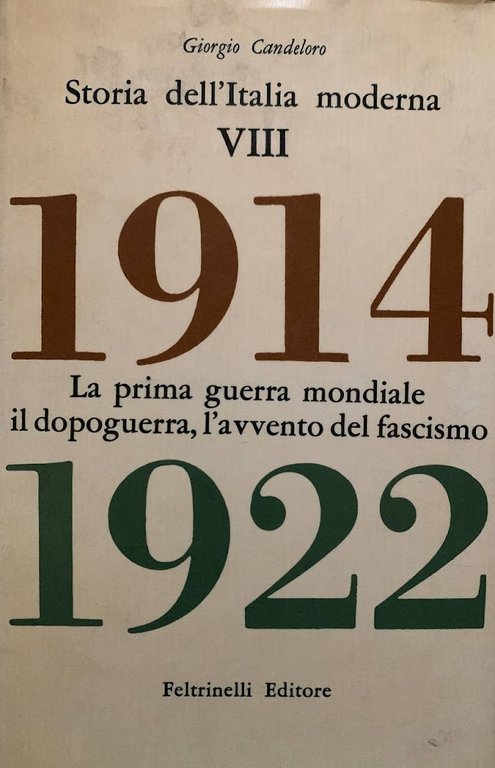 Giorgio Candeloro
Storia dell'Italia moderna
VIII
1914
La prima guerra mondiale
il dopoguerra, l'avvento del fascismo
1922
Feltrinelli Editore